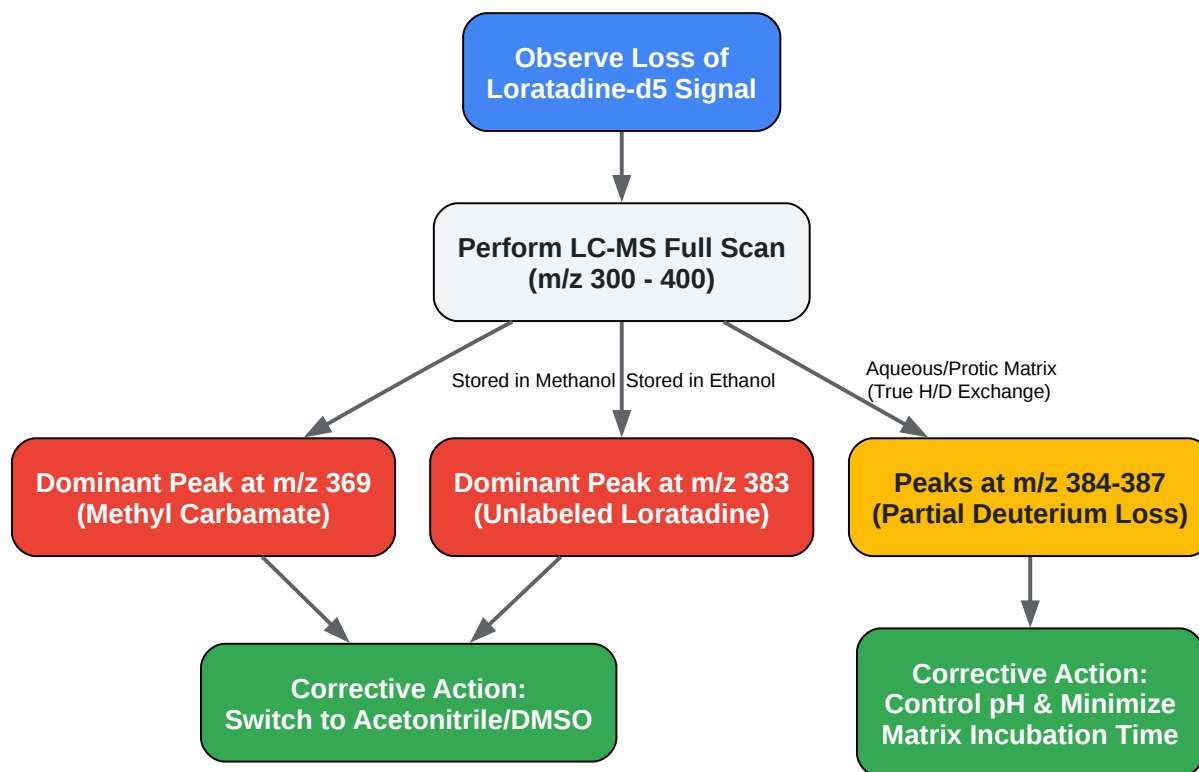 Observe Loss of
Loratadine-d5 Signal
Perform LC-MS Full Scan
(m/z 300 - 400)
Stored in Methanol
Stored in Ethanol
Aqueous/Protic Matrix
(True H/D Exchange)
Dominant Peak at m/z 369
(Methyl Carbamate)
Dominant Peak at m/z 383
(Unlabeled Loratadine)
Peaks at m/z 384-387
(Partial Deuterium Loss)
Corrective Action:
Switch to Acetonitrile/DMSO
Corrective Action:
Control pH & Minimize
Matrix Incubation Time